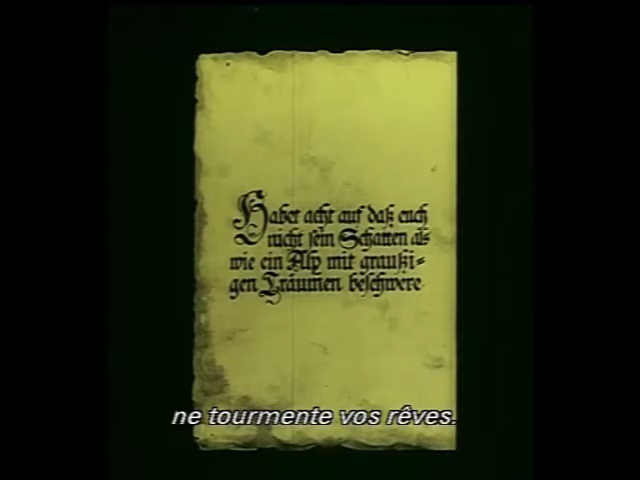 Habet acht auf daß euch
nicht sein Schatten als
wie ein Alp mit graußi=
gen Träumen beschwere
ne tourmente vos rêves.